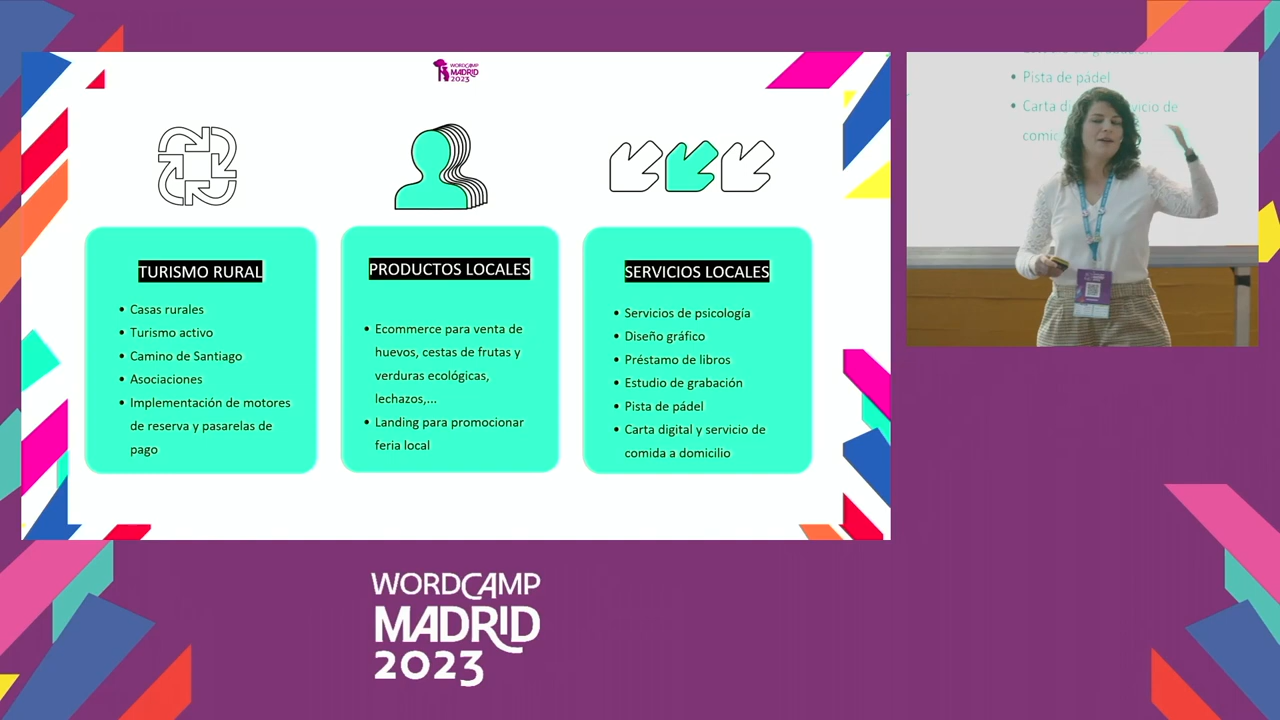 WORDCAMP
MADRID
2023
TURISMO RURAL
• Casas rurales
• Turismo activo
• Camino de Santiago
• Asociaciones
• Implementación de motores
de reserva y pasarelas de
pago
PRODUCTOS LOCALES
• Ecommerce para venta de
huevos, cestas de frutas y
verduras ecológicas,
lechazos,...
• Landing para promocionar
feria local
SERVICIOS LOCALES
• Servicios de psicología
• Diseño gráfico
• Préstamo de libros
• Estudio de grabación
• Pista de pádel
• Carta digital y servicio de
comida a domicilio
• Pista de pádel
• Carta
de
WORDCAMP
MADRID
2023